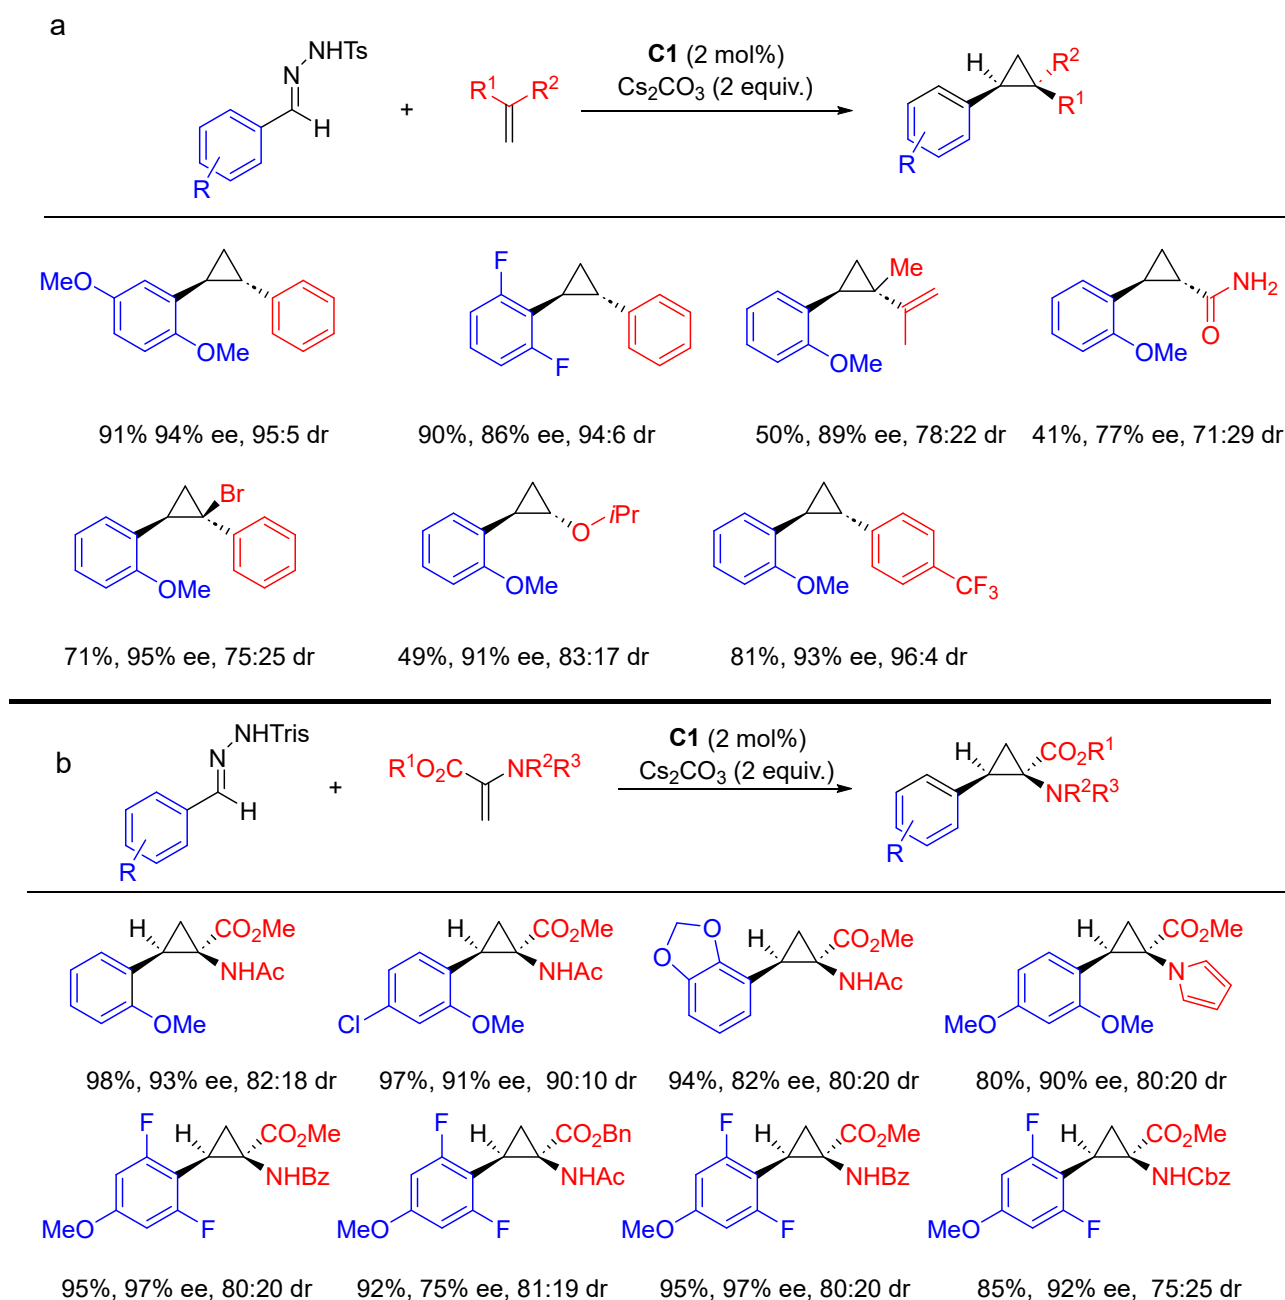 a
NHTs
N
H
R
+
R¹ R²
C1 (2 mol%)
Cs₂CO₃ (2 equiv.)
H
R²
R¹
R
MeO
OMe
91% 94% ee, 95:5 dr
F
F
90%, 86% ee, 94:6 dr
Me
OMe
50%, 89% ee, 78:22 dr
NH₂
O
OMe
41%, 77% ee, 71:29 dr
Br
OMe
71%, 95% ee, 75:25 dr
O iPr
OMe
49%, 91% ee, 83:17 dr
OMe
CF₃
81%, 93% ee, 96:4 dr
b
NHTris
N
H
R
+
R¹O₂C NR²R³
C1 (2 mol%)
Cs₂CO₃ (2 equiv.)
H
CO₂R¹
NR²R³
R
H
CO₂Me
NHAc
OMe
98%, 93% ee, 82:18 dr
H
CO₂Me
NHAc
Cl
OMe
97%, 91% ee, 90:10 dr
O
O
H
CO₂Me
NHAc
94%, 82% ee, 80:20 dr
H
CO₂Me
N
MeO
OMe
80%, 90% ee, 80:20 dr
F
H
CO₂Me
NHBz
MeO
F
95%, 97% ee, 80:20 dr
F
H
CO₂Bn
NHAc
MeO
F
92%, 75% ee, 81:19 dr
F
H
CO₂Me
NHBz
MeO
F
95%, 97% ee, 80:20 dr
F
H
CO₂Me
NHCbz
MeO
F
85%, 92% ee, 75:25 dr